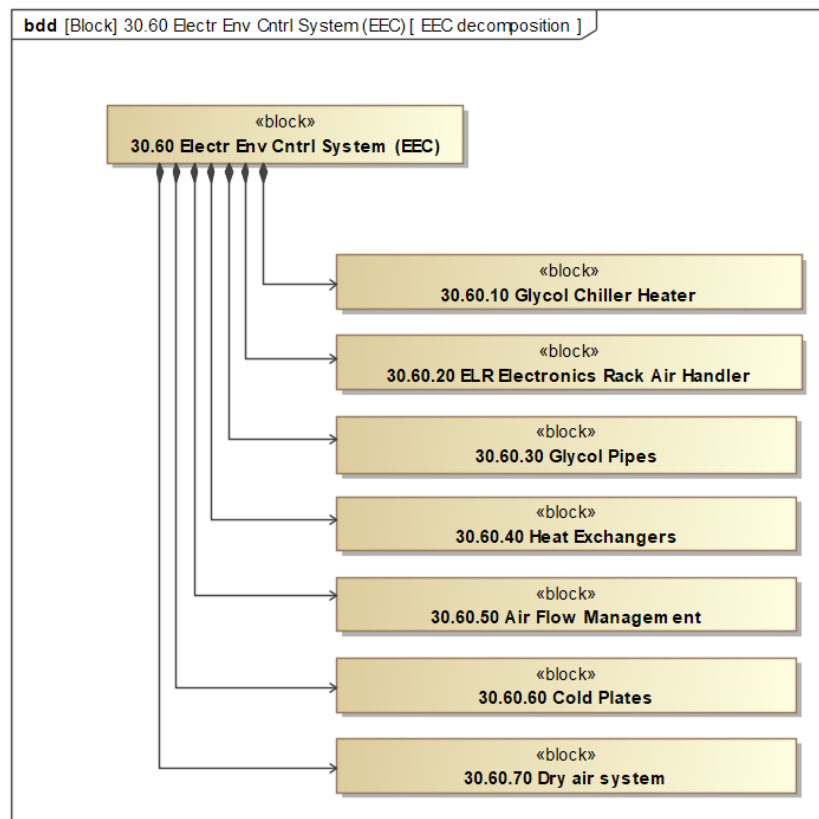 bdd [Block] 30.60 Electr Env Cntrl System (EEC) [ EEC decomposition ]
«block»
30.60 Electr Env Cntrl System (EEC)
«block»
30.60.10 Glycol Chiller Heater
«block»
30.60.20 ELR Electronics Rack Air Handler
«block»
30.60.30 Glycol Pipes
«block»
30.60.40 Heat Exchangers
«block»
30.60.50 Air Flow Management
«block»
30.60.60 Cold Plates
«block»
30.60.70 Dry air system